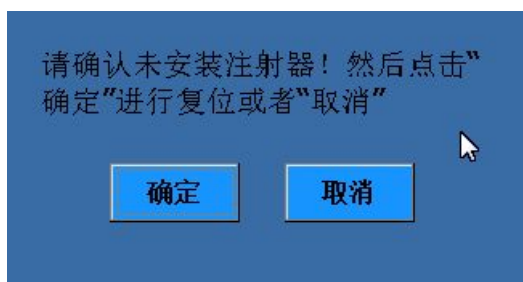 请确认未安装注射器！然后点击“
确定”进行复位或者“取消”
确定
取消